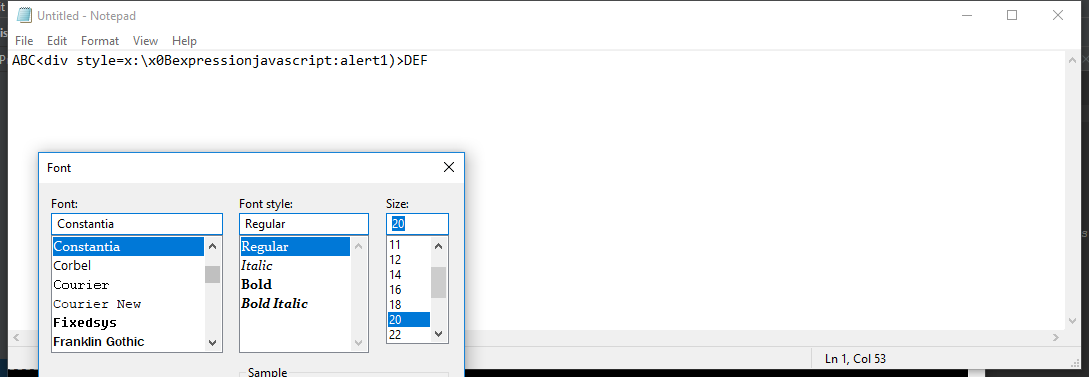 Untitled - Notepad
File Edit Format View Help
ABC<div style=x:\x0Bexpressionjavascript:alert1)>DEF
Font
Font: Font style: Size:
Constantia Regular 20
Constantia Regular 11
Corbel Italic 12
Courier Bold 14
Courier New Bold Italic 16
Fixedsys 18
Franklin Gothic 20
22
Sample
Ln 1, Col 53